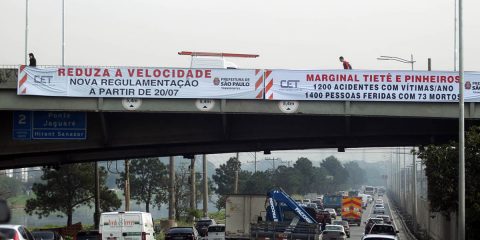 CET
REDUZA A VELOCIDADE
NOVA REGULAMENTAÇÃO
A PARTIR DE 20/07
PREFEITURA DE
SÃO PAULO
CET
MARGINAL TIETÊ E PINHEIROS
1200 ACIDENTES COM VÍTIMAS/ANO
1400 PESSOAS FERIDAS COM 73 MORTOS
2
Ponte
Jaguaré